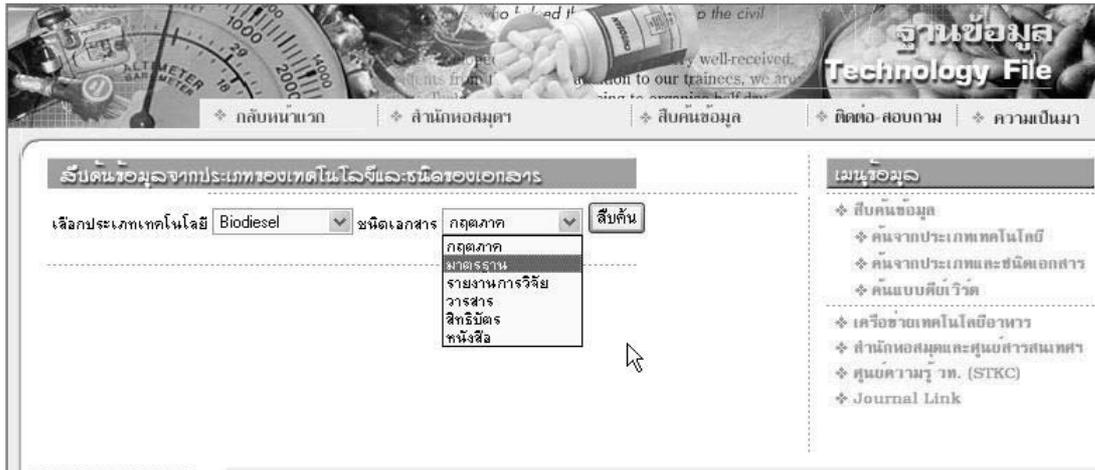 ฐานข้อมูล
Technology File
กลับหน้าแรก
สำนักหอสมุดฯ
สืบค้นข้อมูล
ติดต่อ-สอบถาม
ความเป็นมา
สืบค้นข้อมูลจากประเภทของเทคโนโลยีและชนิดของเอกสาร
เลือกประเภทเทคโนโลยี Biodiesel ชนิดเอกสาร กฤตภาค สืบค้น
กฤตภาค
มาตรฐาน
รายงานการวิจัย
วารสาร
สิทธิบัตร
หนังสือ
เมนูข้อมูล
สืบค้นข้อมูล
ค้นจากประเภทเทคโนโลยี
ค้นจากประเภทและชนิดเอกสาร
ค้นแบบคีย์เวิร์ด
เครือข่ายเทคโนโลยีอาหาร
สำนักหอสมุดและศูนย์สารสนเทศฯ
ศูนย์ความรู้ วท. (STKC)
Journal Link